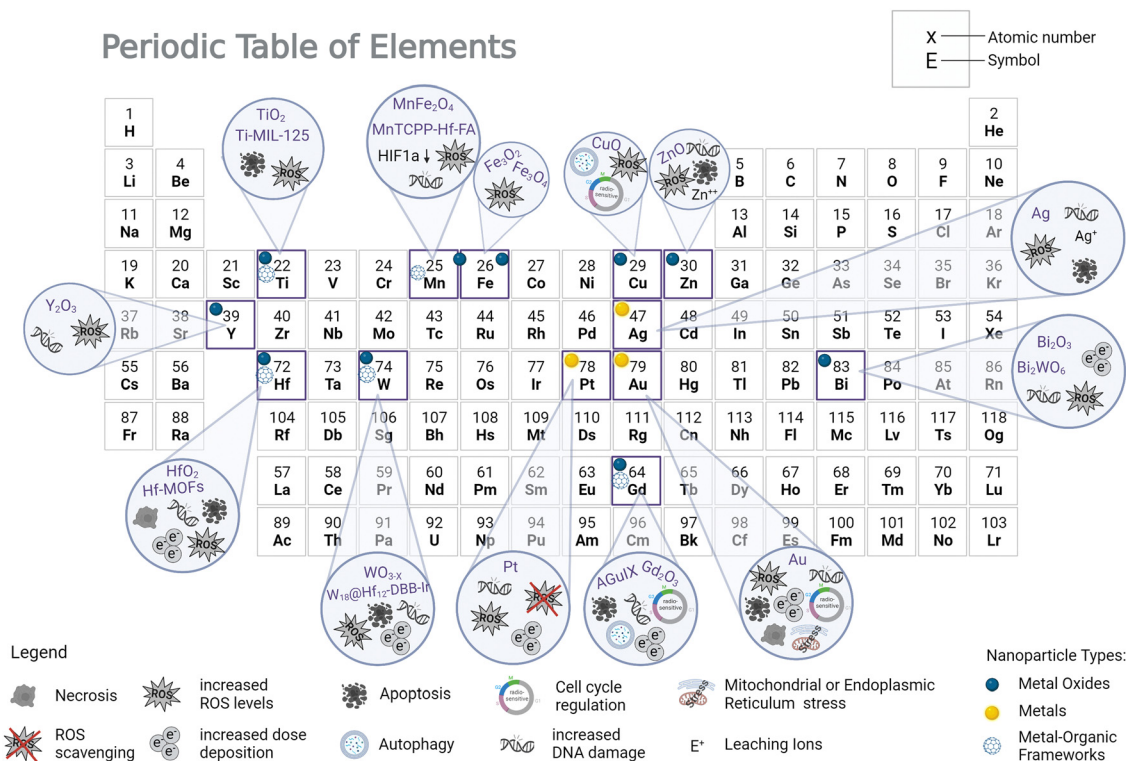 Periodic Table of Elements
X Atomic number
E Symbol
1
H
2
He
TiO₂
Ti-MIL-125
ROS
MnFe₂O₄
MnTCPP-Hf-FA
HIF1a↓ ROS
Fe₃O₂
Fe₃O₄
ROS
CuO
ROS
M
G2
radio-
sensitive
ZnO
ROS
Zn⁺⁺
3 4 5 6 7 8 9 10
Li Be B C N O F Ne
11 12 13 14 15 16 17 18
Na Mg Al Si P S Cl Ar
Ag
Ag⁺
ROS
19 20 21 22 23 24 25 26 27 28 29 30 31 32 33 34 35 36
K Ca Sc Ti V Cr Mn Fe Co Ni Cu Zn Ga Ge As Se Br Kr
Y₂O₃
ROS
37 38 39 40 41 42 43 44 45 46 47 48 49 50 51 52 53 54
Rb Sr Y Zr Nb Mo Tc Ru Rh Pd Ag Cd In Sn Sb Te I Xe
Bi₂O₃
Bi₂WO₆
e⁻ e⁻ e⁻
ROS
55 56 72 73 74 75 76 77 78 79 80 81 82 83 84 85 86
Cs Ba Hf Ta W Re Os Ir Pt Au Hg Tl Pb Bi Po At Rn
87 88 104 105 106 107 108 109 110 111 112 113 114 115 116 117 118
Fr Ra Rf Db Sg Bh Hs Mt Ds Rg Cn Nh Fl Mc Lv Ts Og
57 58 59 60 61 62 63 64 65 66 67 68 69 70 71
La Ce Pr Nd Pm Sm Eu Gd Tb Dy Ho Er Tm Yb Lu
89 90 91 92 93 94 95 96 97 98 99 100 101 102 103
Ac Th Pa U Np Pu Am Cm Bk Cf Es Fm Md No Lr
HfO₂
Hf-MOFs
e⁻ e⁻ e⁻
ROS
WO₃₋ₓ
W₁₈@Hf₁₂-DBB-Ir
ROS
e⁻ e⁻ e⁻
Pt
ROS
ROS
e⁻ e⁻ e⁻
AGuIX Gd₂O₃
M
G2
radio-
sensitive
e⁻ e⁻ e⁻
Au
ROS
e⁻ e⁻ e⁻
M
G2
radio-
sensitive
Stress
Legend
Necrosis
ROS
increased
ROS levels
Apoptosis
M
G2
radio-
sensitive
G1
Cell cycle
regulation
Stress
Mitochondrial or Endoplasmic
Reticulum stress
ROS
ROS
scavenging
e⁻ e⁻ e⁻
increased dose
deposition
Autophagy
increased
DNA damage
E⁺ Leaching Ions
Nanoparticle Types:
Metal Oxides
Metals
Metal-Organic
Frameworks